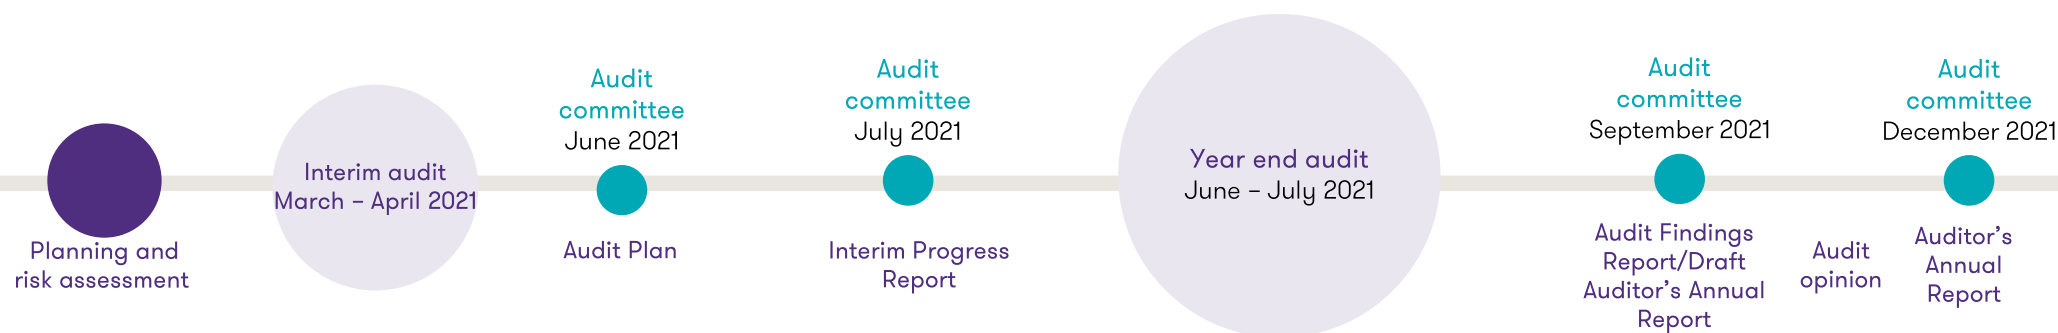 Planning and
risk assessment
Interim audit
March – April 2021
Audit
committee
June 2021
Audit Plan
Audit
committee
July 2021
Interim Progress
Report
Year end audit
June – July 2021
Audit
committee
September 2021
Audit Findings
Report/Draft
Auditor’s Annual
Report
Audit
opinion
Audit
committee
December 2021
Auditor’s
Annual
Report